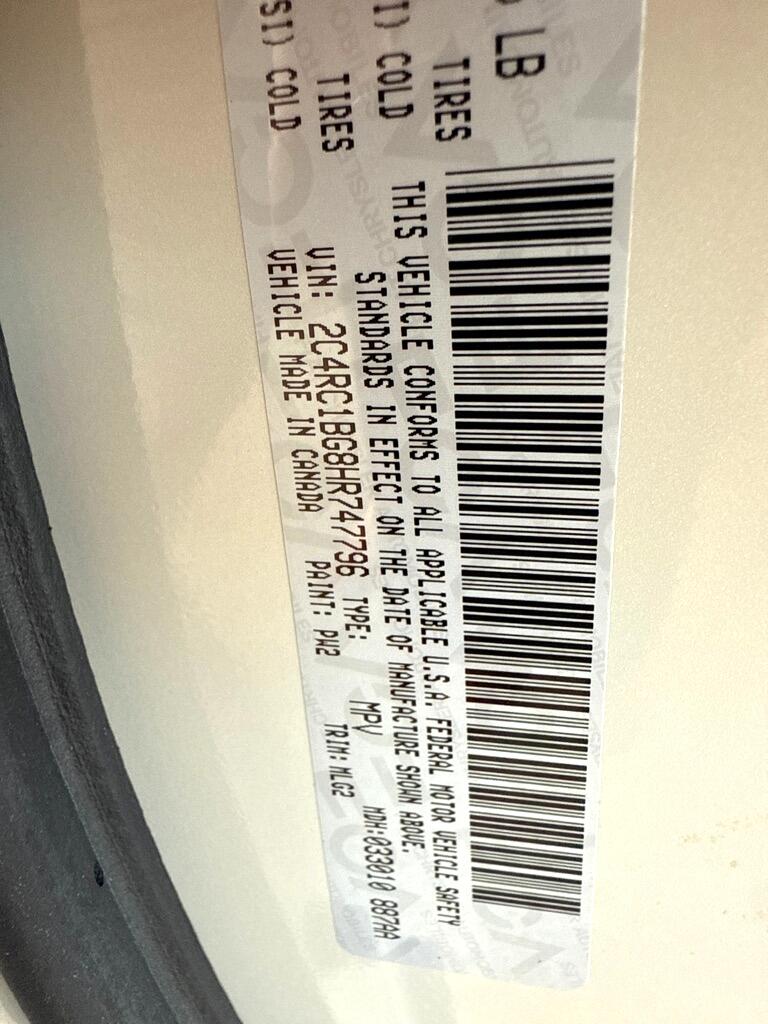 LB
TIRES
I) COLD
TIRES
SI) COLD
THIS VEHICLE CONFORMS TO ALL APPLICABLE U.S.A. FEDERAL MOTOR VEHICLE SAFETY
STANDARDS IN EFFECT ON THE DATE OF MANUFACTURE SHOWN ABOVE.
VIN: 2C4RC1BG8HR747796 TYPE: MPV MDH:033010 887AA
VEHICLE MADE IN CANADA PAINT: PW2 TRIM: MLG2